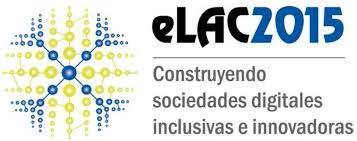 eLAC2015
Construyendo
sociedades digitales
inclusivas e innovadoras